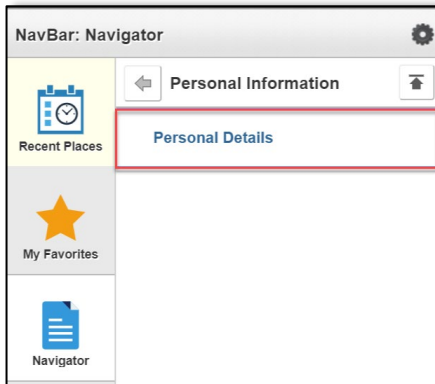 NavBar: Navigator
Personal Information
Recent Places
Personal Details
My Favorites
Navigator